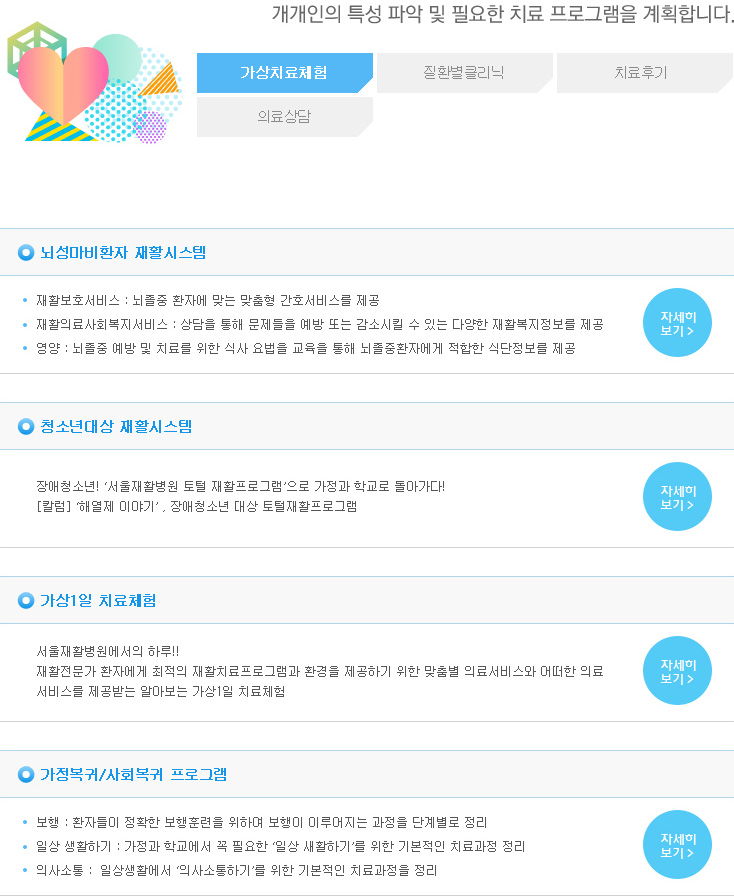 개개인의 특성 파악 및 필요한 치료 프로그램을 계획합니다.
가상치료체험
질환별클리닉
치료후기
의료상담
뇌성마비환자 재활시스템
재활보호서비스 : 뇌졸중 환자에 맞는 맞춤형 간호서비스를 제공
재활의료사회복지서비스 : 상담을 통해 문제들을 예방 또는 감소시킬 수 있는 다양한 재활복지정보를 제공
영양 : 뇌졸중 예방 및 치료를 위한 식사 요법을 교육을 통해 뇌졸중환자에게 적합한 식단정보를 제공
자세히
보기 >
청소년대상 재활시스템
장애청소년! ‘서울재활병원 토털 재활프로그램’으로 가정과 학교로 돌아가다!
[칼럼] ‘해열제 이야기’ , 장애청소년 대상 토털재활프로그램
자세히
보기 >
가상1일 치료체험
서울재활병원에서의 하루!!
재활전문가 환자에게 최적의 재활치료프로그램과 환경을 제공하기 위한 맞춤별 의료서비스와 어떠한 의료
서비스를 제공받는 알아보는 가상1일 치료체험
자세히
보기 >
가정복귀/사회복귀 프로그램
보행 : 환자들이 정확한 보행훈련을 위하여 보행이 이루어지는 과정을 단계별로 정리
일상 생활하기 : 가정과 학교에서 꼭 필요한 ‘일상 새활하기’를 위한 기본적인 치료과정 정리
의사소통 : 일상생활에서 ‘의사소통하기’를 위한 기본적인 치료과정을 정리
자세히
보기 >